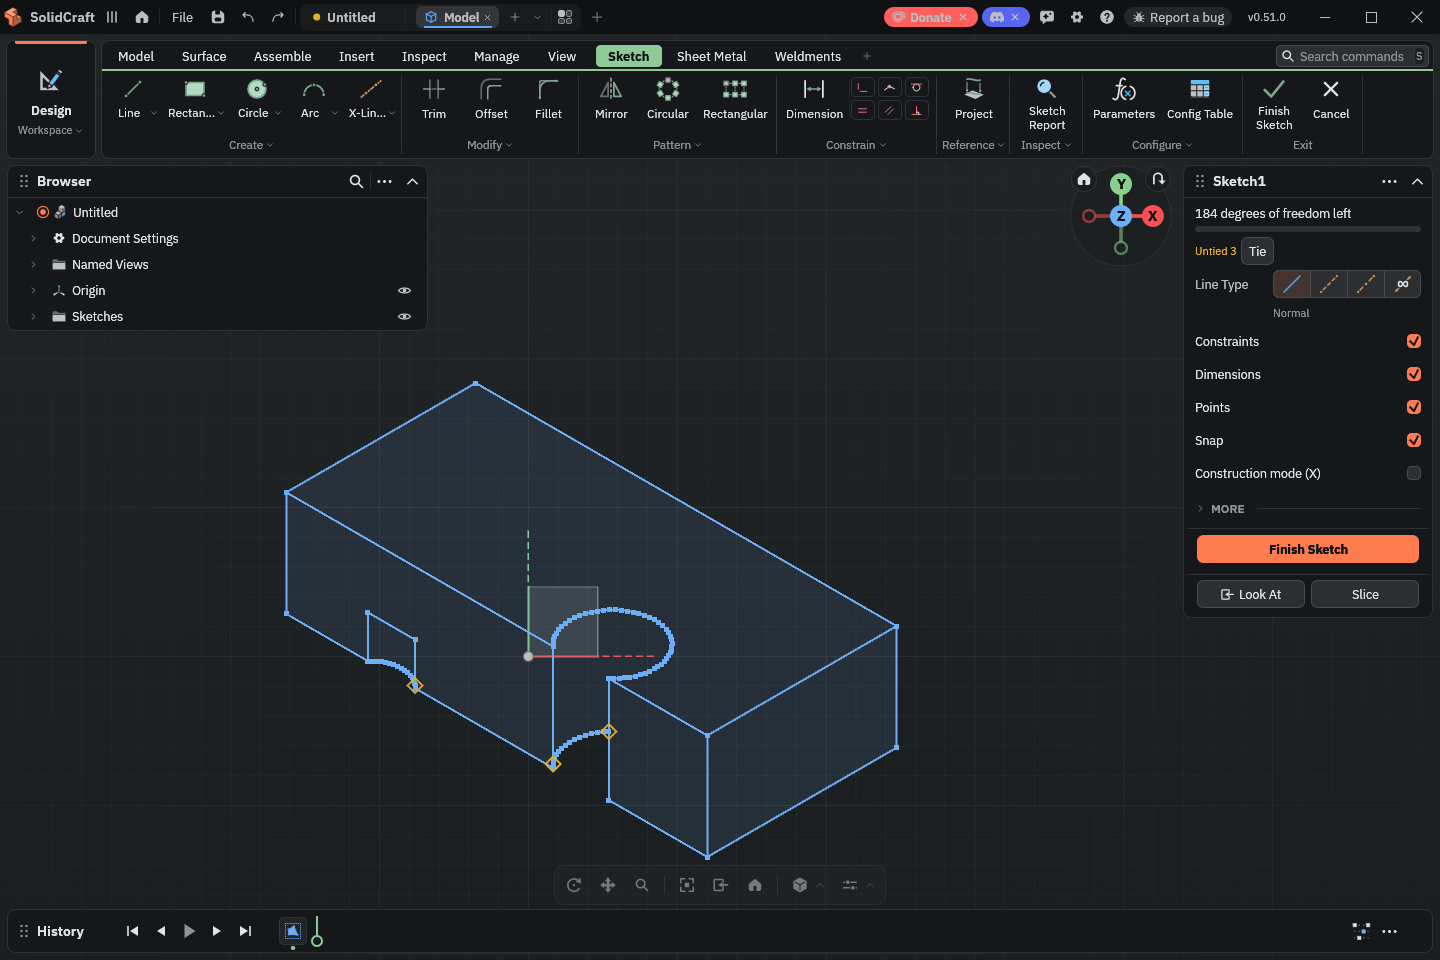 SolidCraft
File
Untitled
Model
Donate
Report a bug
v0.51.0
Design
Workspace
Model
Surface
Assemble
Insert
Inspect
Manage
View
Sketch
Sheet Metal
Weldments
Search commands
S
Line
Rectan...
Circle
Arc
X-Lin...
Create
Trim
Offset
Fillet
Modify
Mirror
Circular
Rectangular
Pattern
Dimension
Constrain
Project
Reference
Sketch
Report
Inspect
Parameters
Config Table
Configure
Finish
Sketch
Cancel
Exit
Browser
Untitled
Document Settings
Named Views
Origin
Sketches
Y
Z
X
Sketch1
184 degrees of freedom left
Untied 3
Tie
Line Type
Normal
Constraints
Dimensions
Points
Snap
Construction mode (X)
MORE
Finish Sketch
Look At
Slice
History